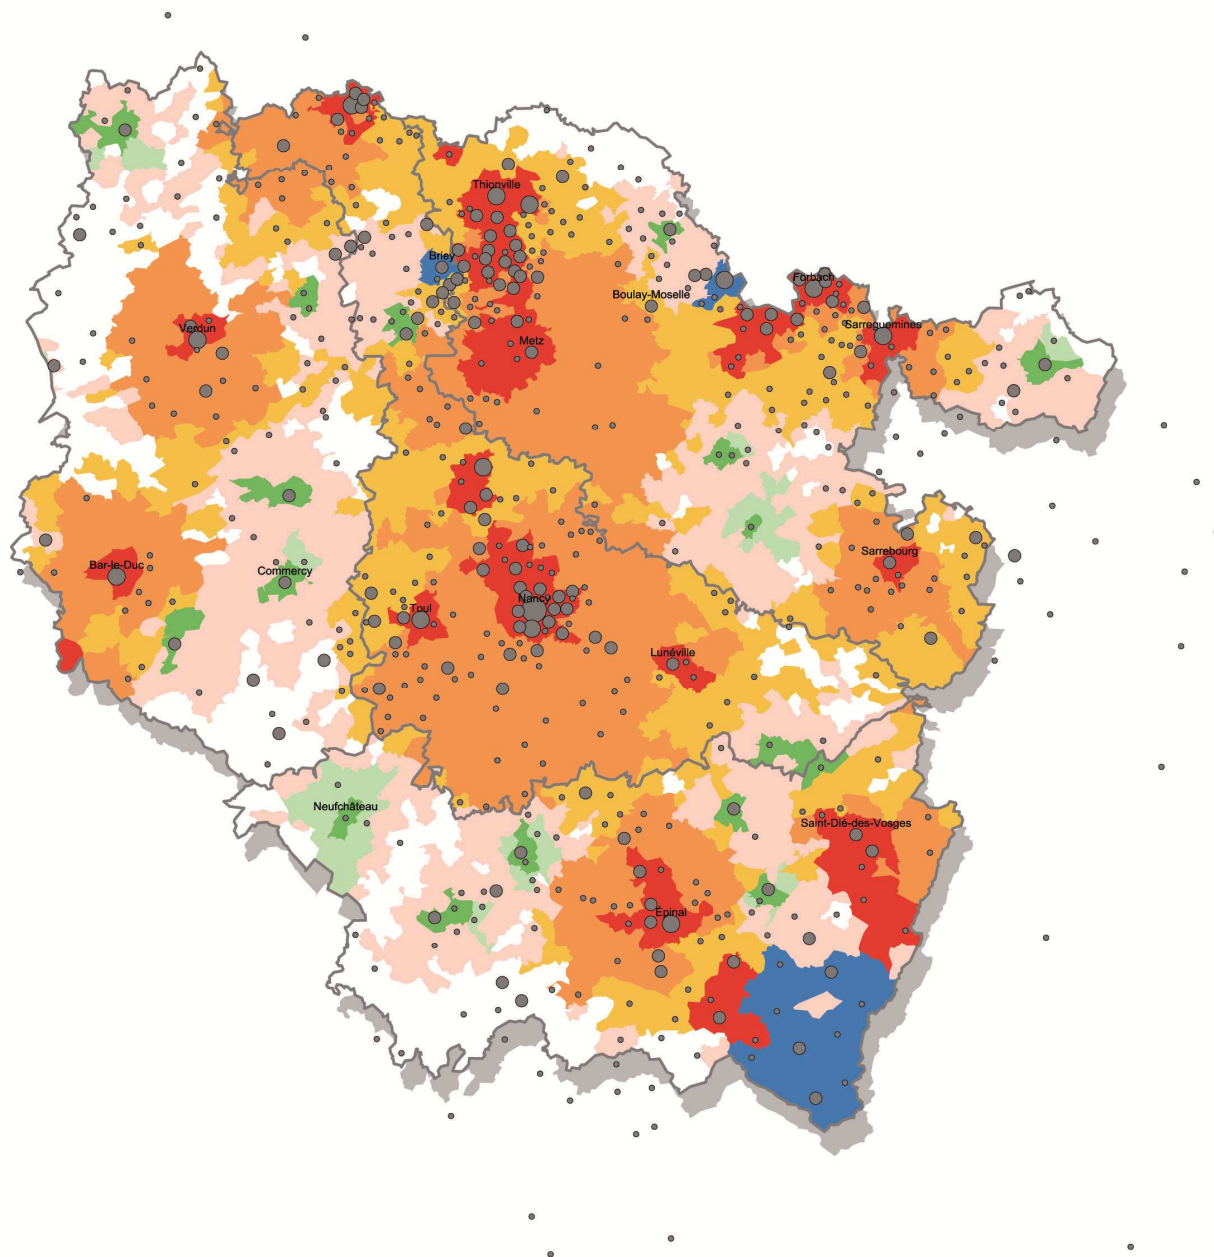 Thionville
Briey
Forbach
Boulay-Moselle
Sarreguemines
Verdun
Metz
Sarrebourg
Bar-le-Duc
Commercy
Nancy
Toul
Lunéville
Neufchâteau
Saint-Dié-des-Vosges
Épinal